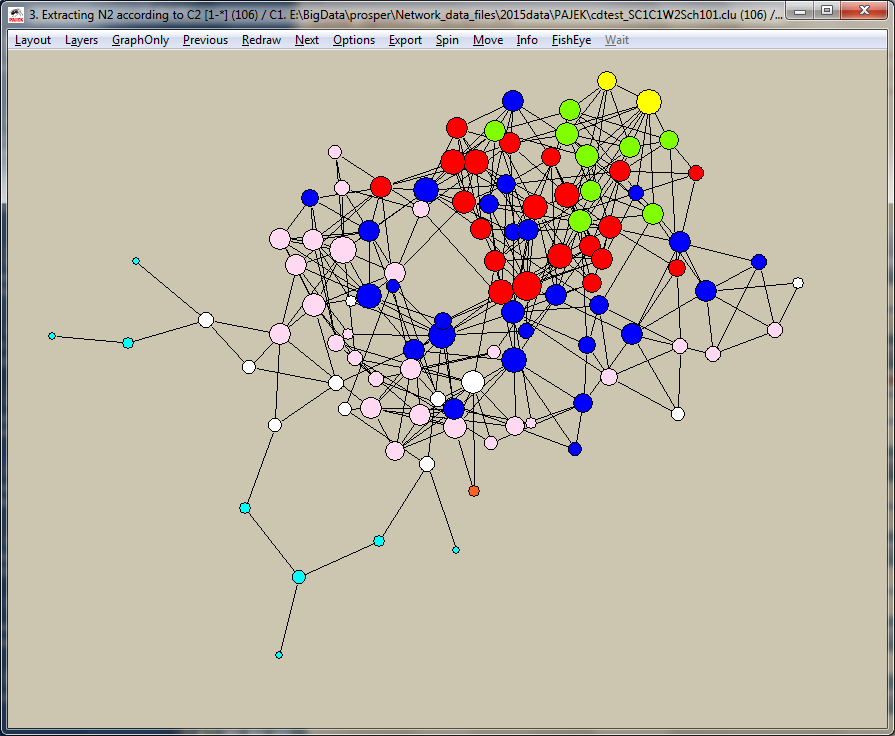 3. Extracting N2 according to C2 [1-*] (106) / C1. E:\BigData\prosper\Network_data_files\2015data\PAJEK\cdtest_SC1C1W2Sch101.clu (106) /...
Layout Layers GraphOnly Previous Redraw Next Options Export Spin Move Info FishEye Wait